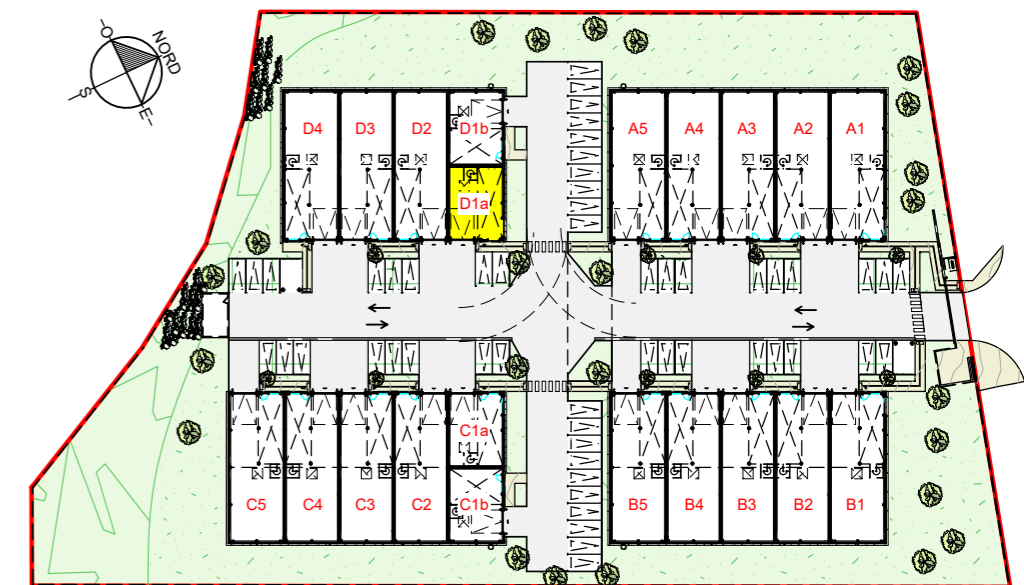 O
NORD
S
E
D4 D3 D2 D1b A5 A4 A3 A2 A1
D1a
C1a
C5 C4 C3 C2 C1b B5 B4 B3 B2 B1